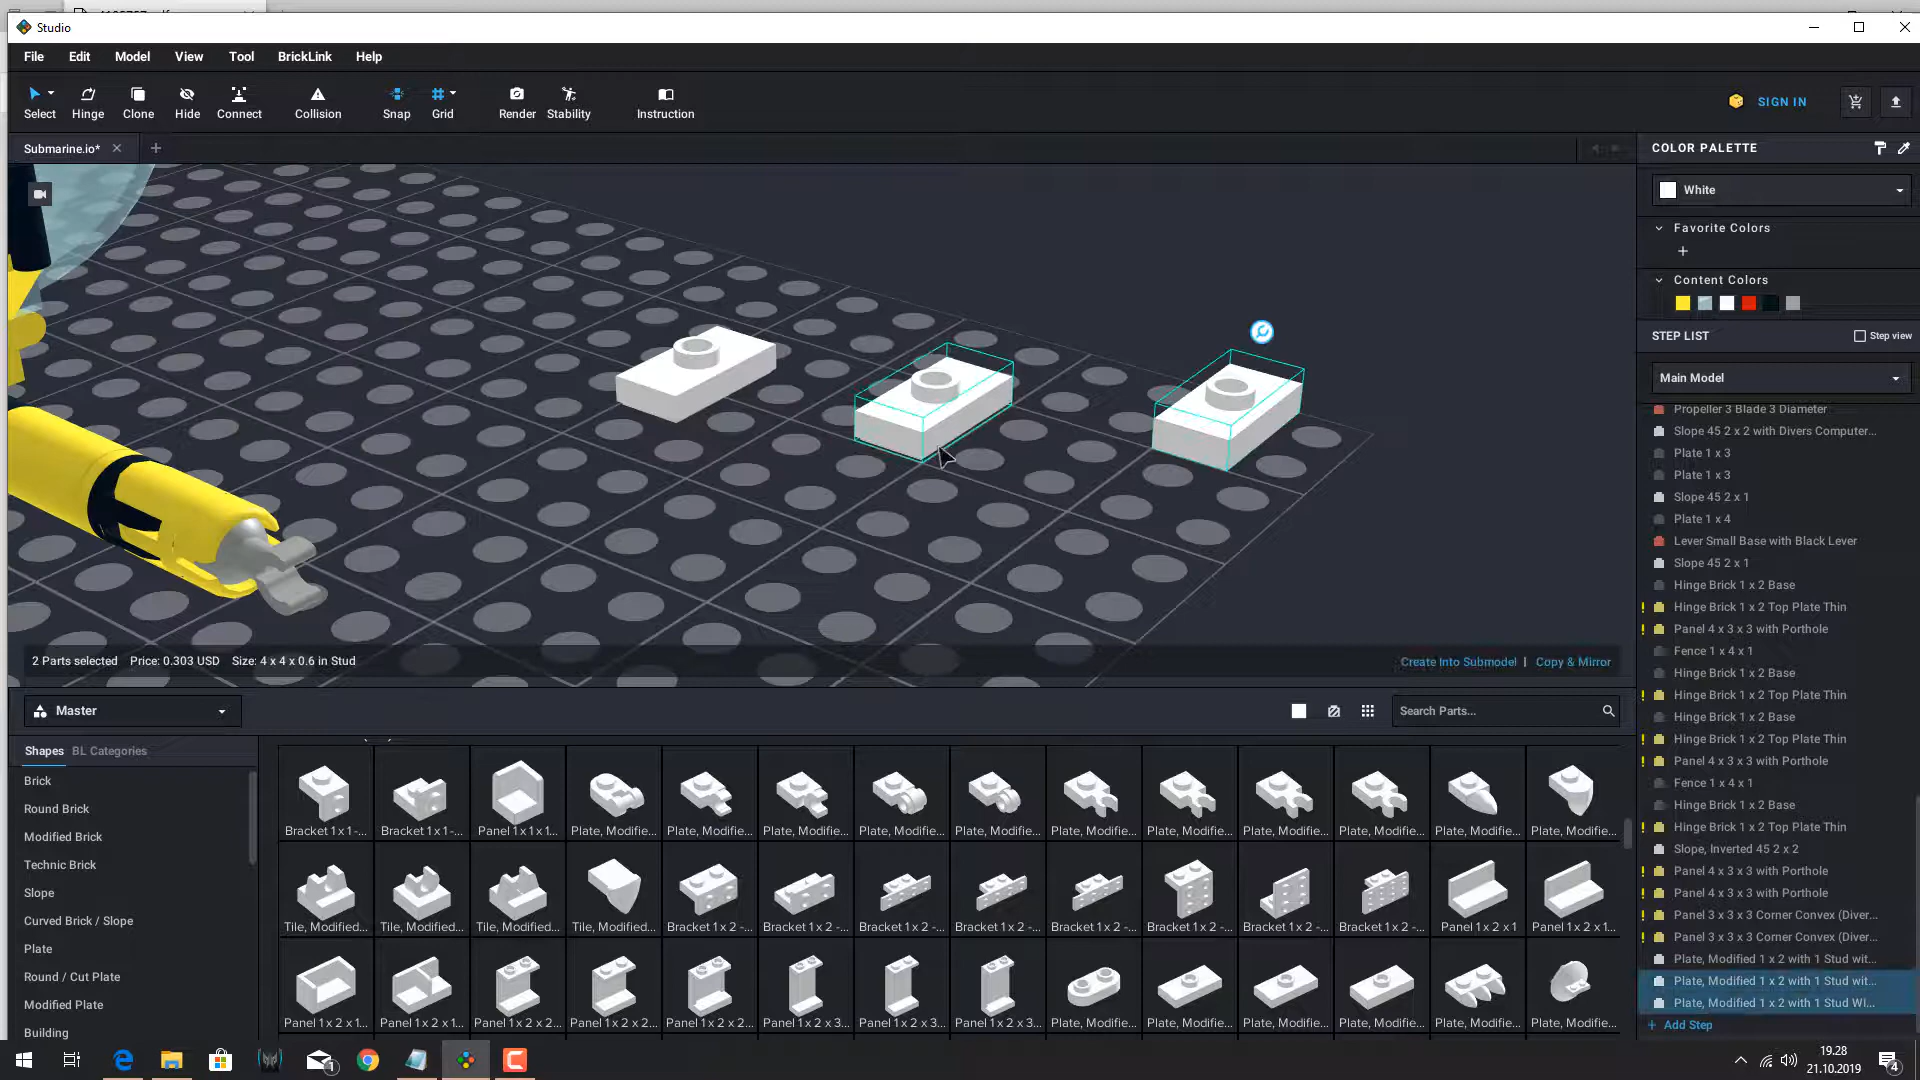 Studio
File Edit Model View Tool BrickLink Help
Select Hinge Clone Hide Connect Collision Snap Grid Render Stability Instruction
SIGN IN
Submarine.io*
COLOR PALETTE
White
Favorite Colors
Content Colors
STEP LIST
Step view
Main Model
Propeller 3 Blade 3 Diameter
Slope 45 2 x 2 with Divers Computer...
Plate 1 x 3
Plate 1 x 3
Slope 45 2 x 1
Plate 1 x 4
Lever Small Base with Black Lever
Slope 45 2 x 1
Hinge Brick 1 x 2 Base
Hinge Brick 1 x 2 Top Plate Thin
Panel 4 x 3 x 3 with Porthole
Fence 1 x 4 x 1
Hinge Brick 1 x 2 Base
Hinge Brick 1 x 2 Top Plate Thin
Hinge Brick 1 x 2 Base
Hinge Brick 1 x 2 Top Plate Thin
Panel 4 x 3 x 3 with Porthole
Fence 1 x 4 x 1
Hinge Brick 1 x 2 Base
Hinge Brick 1 x 2 Top Plate Thin
Slope, Inverted 45 2 x 2
Panel 4 x 3 x 3 with Porthole
Panel 4 x 3 x 3 with Porthole
Panel 3 x 3 x 3 Corner Convex (Diver...
Panel 3 x 3 x 3 Corner Convex (Diver...
Plate, Modified 1 x 2 with 1 Stud wit...
Plate, Modified 1 x 2 with 1 Stud wit...
Plate, Modified 1 x 2 with 1 Stud Wi...
+ Add Step
2 Parts selected Price: 0.303 USD Size: 4 x 4 x 0.6 in Stud
Create Into Submodel | Copy & Mirror
Master
Search Parts...
Shapes BL Categories
Brick
Round Brick
Modified Brick
Technic Brick
Slope
Curved Brick / Slope
Plate
Round / Cut Plate
Modified Plate
Building
Bracket 1 x 1 -... Bracket 1 x 1 -... Panel 1 x 1 x 1... Plate, Modifie... Plate, Modifie... Plate, Modifie... Plate, Modifie... Plate, Modifie... Plate, Modifie... Plate, Modifie... Plate, Modifie... Plate, Modifie... Plate, Modifie... Plate, Modifie...
Tile, Modified... Tile, Modified... Tile, Modified... Tile, Modified... Bracket 1 x 2 -... Bracket 1 x 2 -... Bracket 1 x 2 -... Bracket 1 x 2 -... Bracket 1 x 2 -... Bracket 1 x 2 -... Bracket 1 x 2 -... Bracket 1 x 2 -... Panel 1 x 2 x 1 Panel 1 x 2 x 1...
Panel 1 x 2 x 1... Panel 1 x 2 x 1... Panel 1 x 2 x 2... Panel 1 x 2 x 2... Panel 1 x 2 x 2... Panel 1 x 2 x 3... Panel 1 x 2 x 3... Panel 1 x 2 x 3... Plate, Modifie... Plate, Modifie... Plate, Modifie... Plate, Modifie... Plate, Modifie... Plate, Modifie...
1
19.28
21.10.2019
4